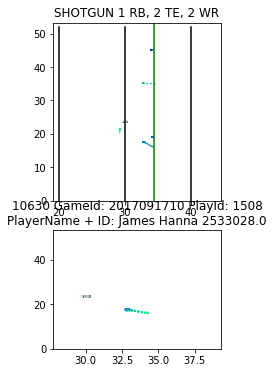 SHOTGUN 1 RB, 2 TE, 2 WR
50
40
30
20
10
0
20 30 40
10630 GameId: 2017091710 PlayId: 1508
PlayerName + ID: James Hanna 2533028.0
40
20
0
30.0 32.5 35.0 37.5